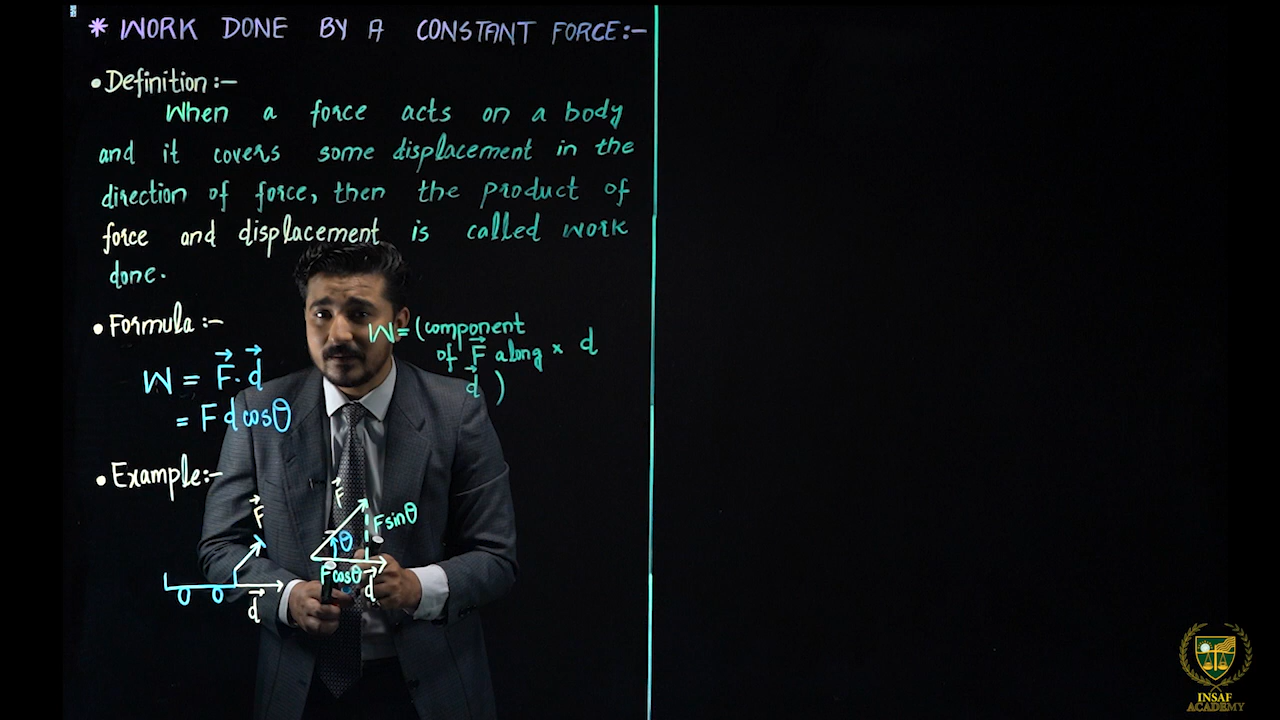 * WORK DONE BY A CONSTANT FORCE:-
• Definition:-
When a force acts on a body
and it covers some displacement in the
direction of force, then the product of
force and displacement is called work
done.
• Formula:-
W = F⃗ . d⃗
= F d cosθ
W = (component
of F⃗ along × d
d⃗ )
• Example:-
F⃗
d⃗
F⃗
θ
F sinθ
F cosθ
d⃗
INSAF
ACADEMY